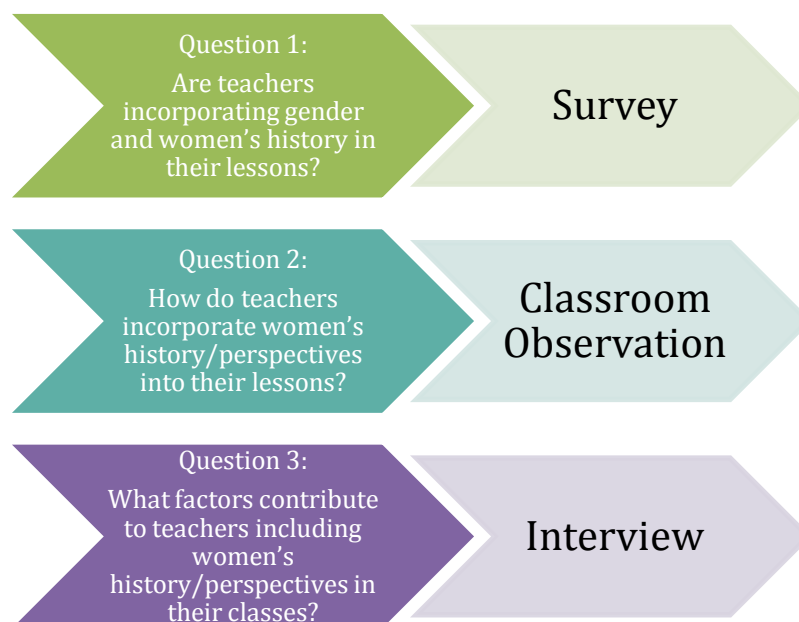 Question 1:
Are teachers
incorporating gender
and women’s history in
their lessons?
Survey
Question 2:
How do teachers
incorporate women’s
history/perspectives
into their lessons?
Classroom
Observation
Question 3:
What factors contribute
to teachers including
women’s
history/perspectives in
their classes?
Interview